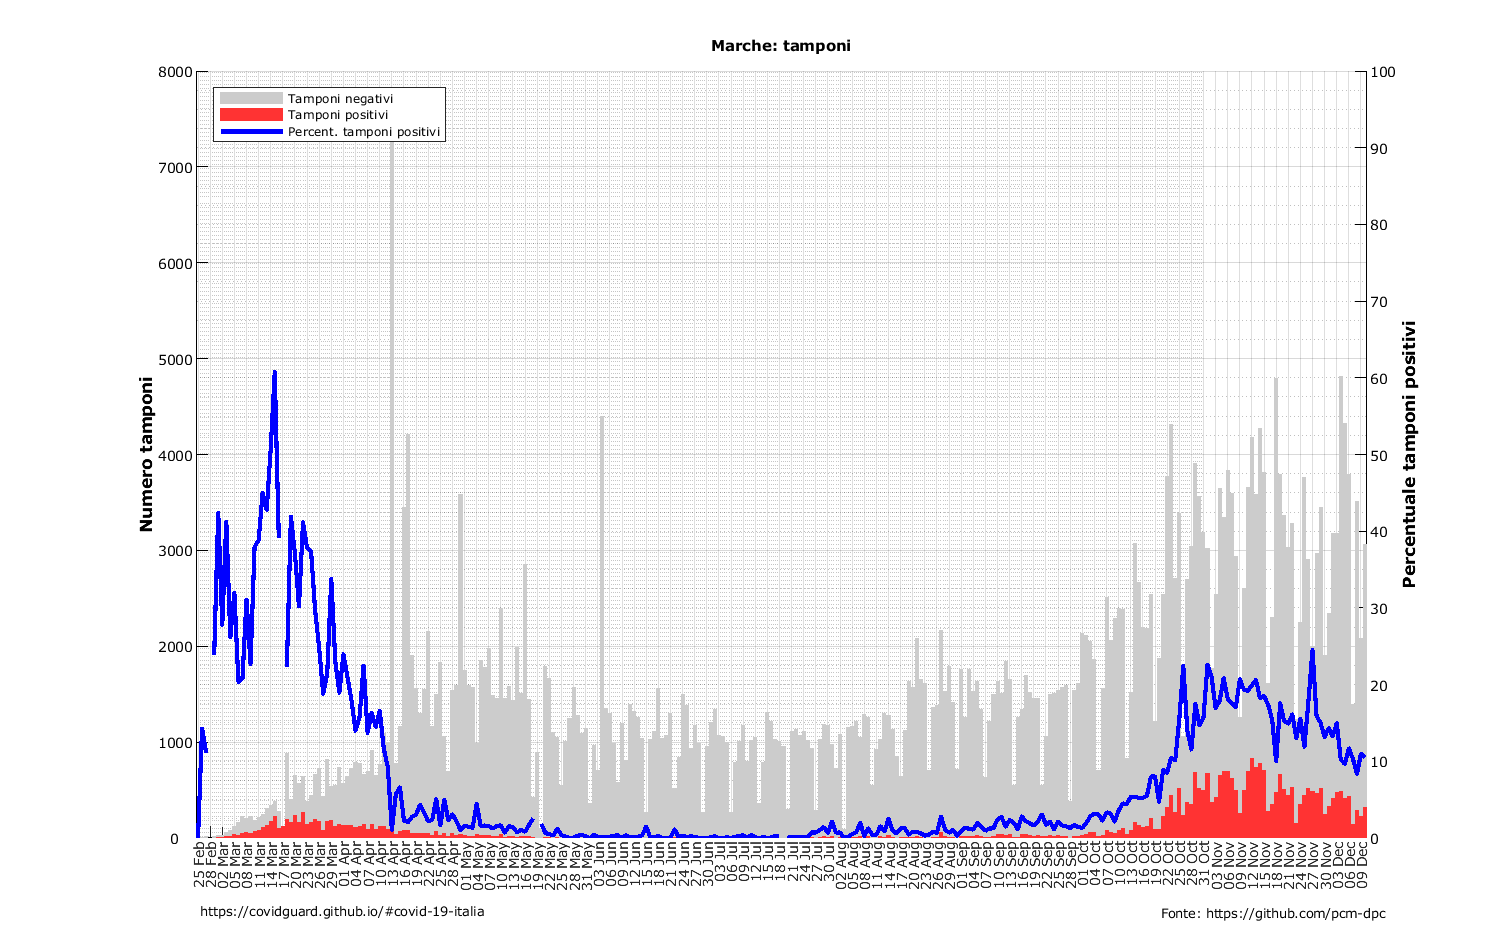 Marche: tamponi
Tamponi negativi
Tamponi positivi
Percent. tamponi positivi
Numero tamponi
8000
7000
6000
5000
4000
3000
2000
1000
0
Percentuale tamponi positivi
100
90
80
70
60
50
40
30
20
10
0
25 Feb
28 Feb
02 Mar
05 Mar
08 Mar
11 Mar
14 Mar
17 Mar
20 Mar
23 Mar
26 Mar
29 Mar
01 Apr
04 Apr
07 Apr
10 Apr
13 Apr
16 Apr
19 Apr
22 Apr
25 Apr
28 Apr
01 May
04 May
07 May
10 May
13 May
16 May
19 May
22 May
25 May
28 May
31 May
03 Jun
06 Jun
09 Jun
12 Jun
15 Jun
18 Jun
21 Jun
24 Jun
27 Jun
30 Jun
03 Jul
06 Jul
09 Jul
12 Jul
15 Jul
18 Jul
21 Jul
24 Jul
27 Jul
30 Jul
02 Aug
05 Aug
08 Aug
11 Aug
14 Aug
17 Aug
20 Aug
23 Aug
26 Aug
29 Aug
01 Sep
04 Sep
07 Sep
10 Sep
13 Sep
16 Sep
19 Sep
22 Sep
25 Sep
28 Sep
01 Oct
04 Oct
07 Oct
10 Oct
13 Oct
16 Oct
19 Oct
22 Oct
25 Oct
28 Oct
31 Oct
03 Nov
06 Nov
09 Nov
12 Nov
15 Nov
18 Nov
21 Nov
24 Nov
27 Nov
30 Nov
03 Dec
06 Dec
09 Dec
https://covidguard.github.io/#covid-19-italia
Fonte: https://github.com/pcm-dpc